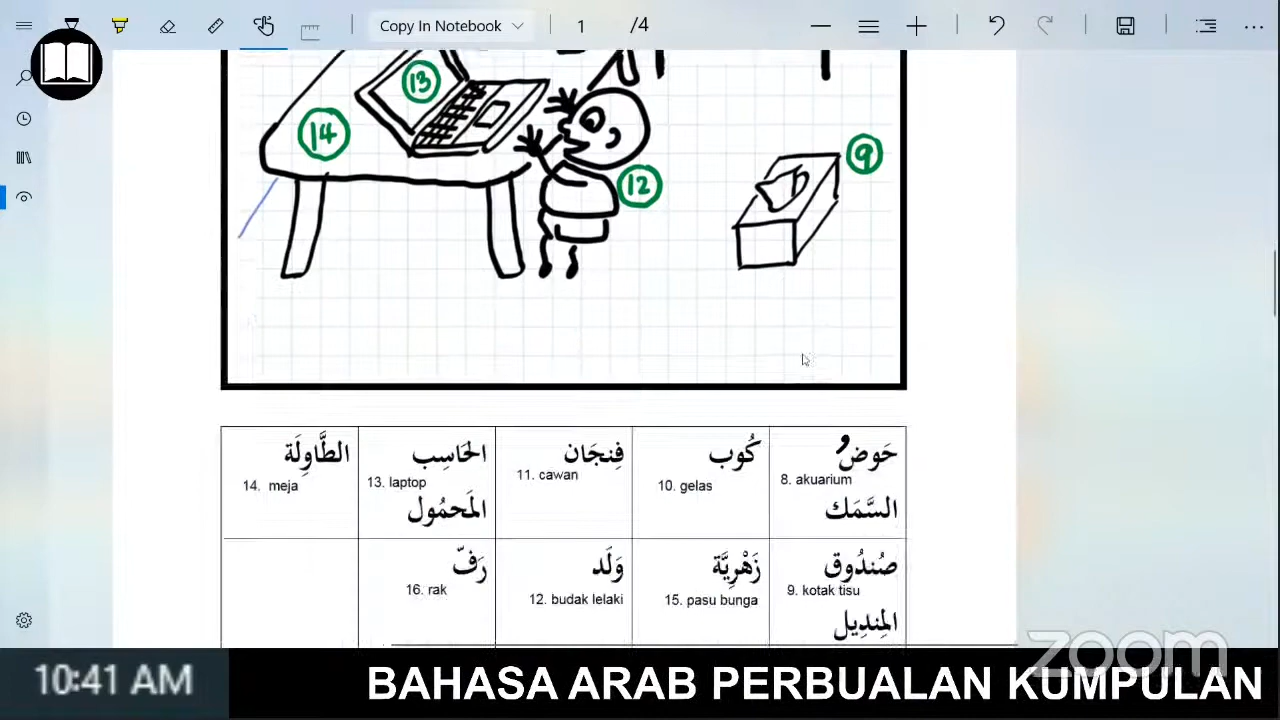 Copy In Notebook 1 /4
13
14
12
9
حَوضُ كُوب فِنجَان الحَاسِب الطَّاوِلَة
8. akuarium 10. gelas 11. cawan 13. laptop 14. meja
السَّمَك المَحمُول
صُندُوق زَهْرِيَّة وَلَد رَفّ
9. kotak tisu 15. pasu bunga 12. budak lelaki 16. rak
المِندِيل
zoom
10:41 AM BAHASA ARAB PERBUALAN KUMPULAN